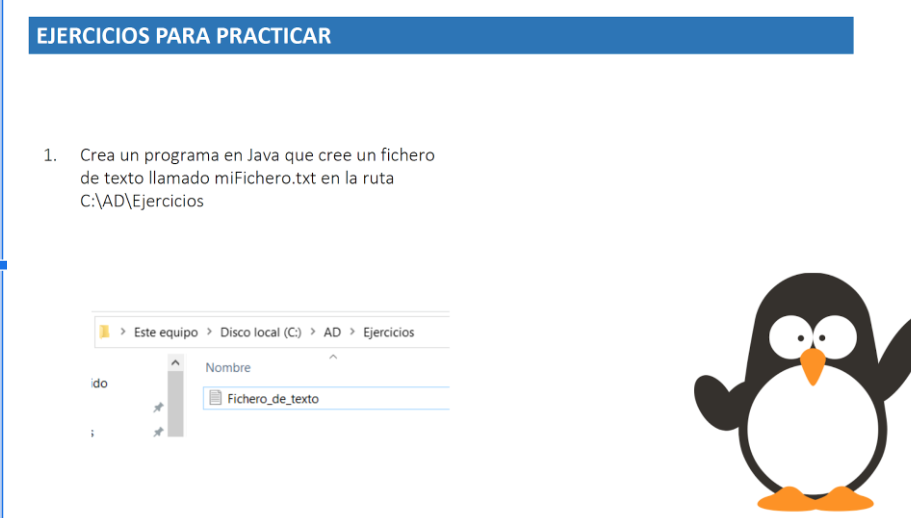 EJERCICIOS PARA PRACTICAR
1. Crea un programa en Java que cree un fichero
de texto llamado miFichero.txt en la ruta
C:\AD\Ejercicios
> Este equipo > Disco local (C:) > AD > Ejercicios
Nombre
ido
Fichero_de_texto